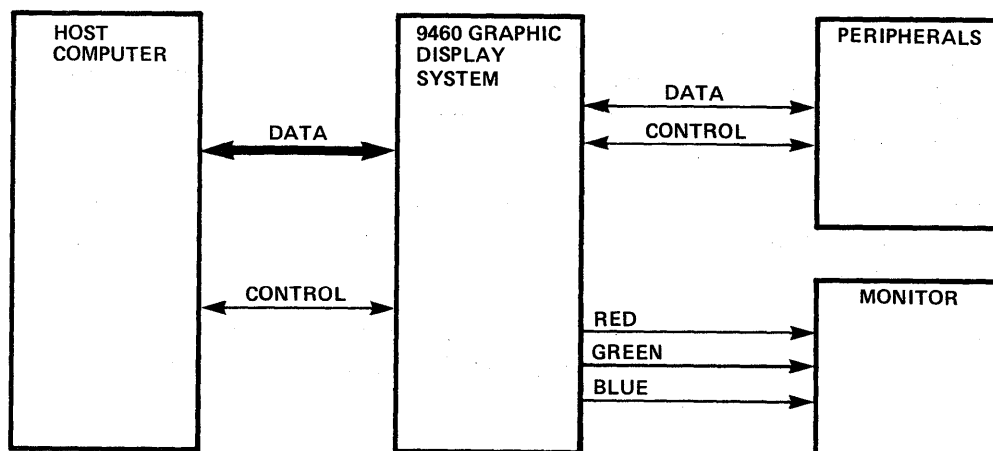 HOST
COMPUTER
9460 GRAPHIC
DISPLAY
SYSTEM
PERIPHERALS
DATA
CONTROL
DATA
CONTROL
MONITOR
RED
GREEN
BLUE